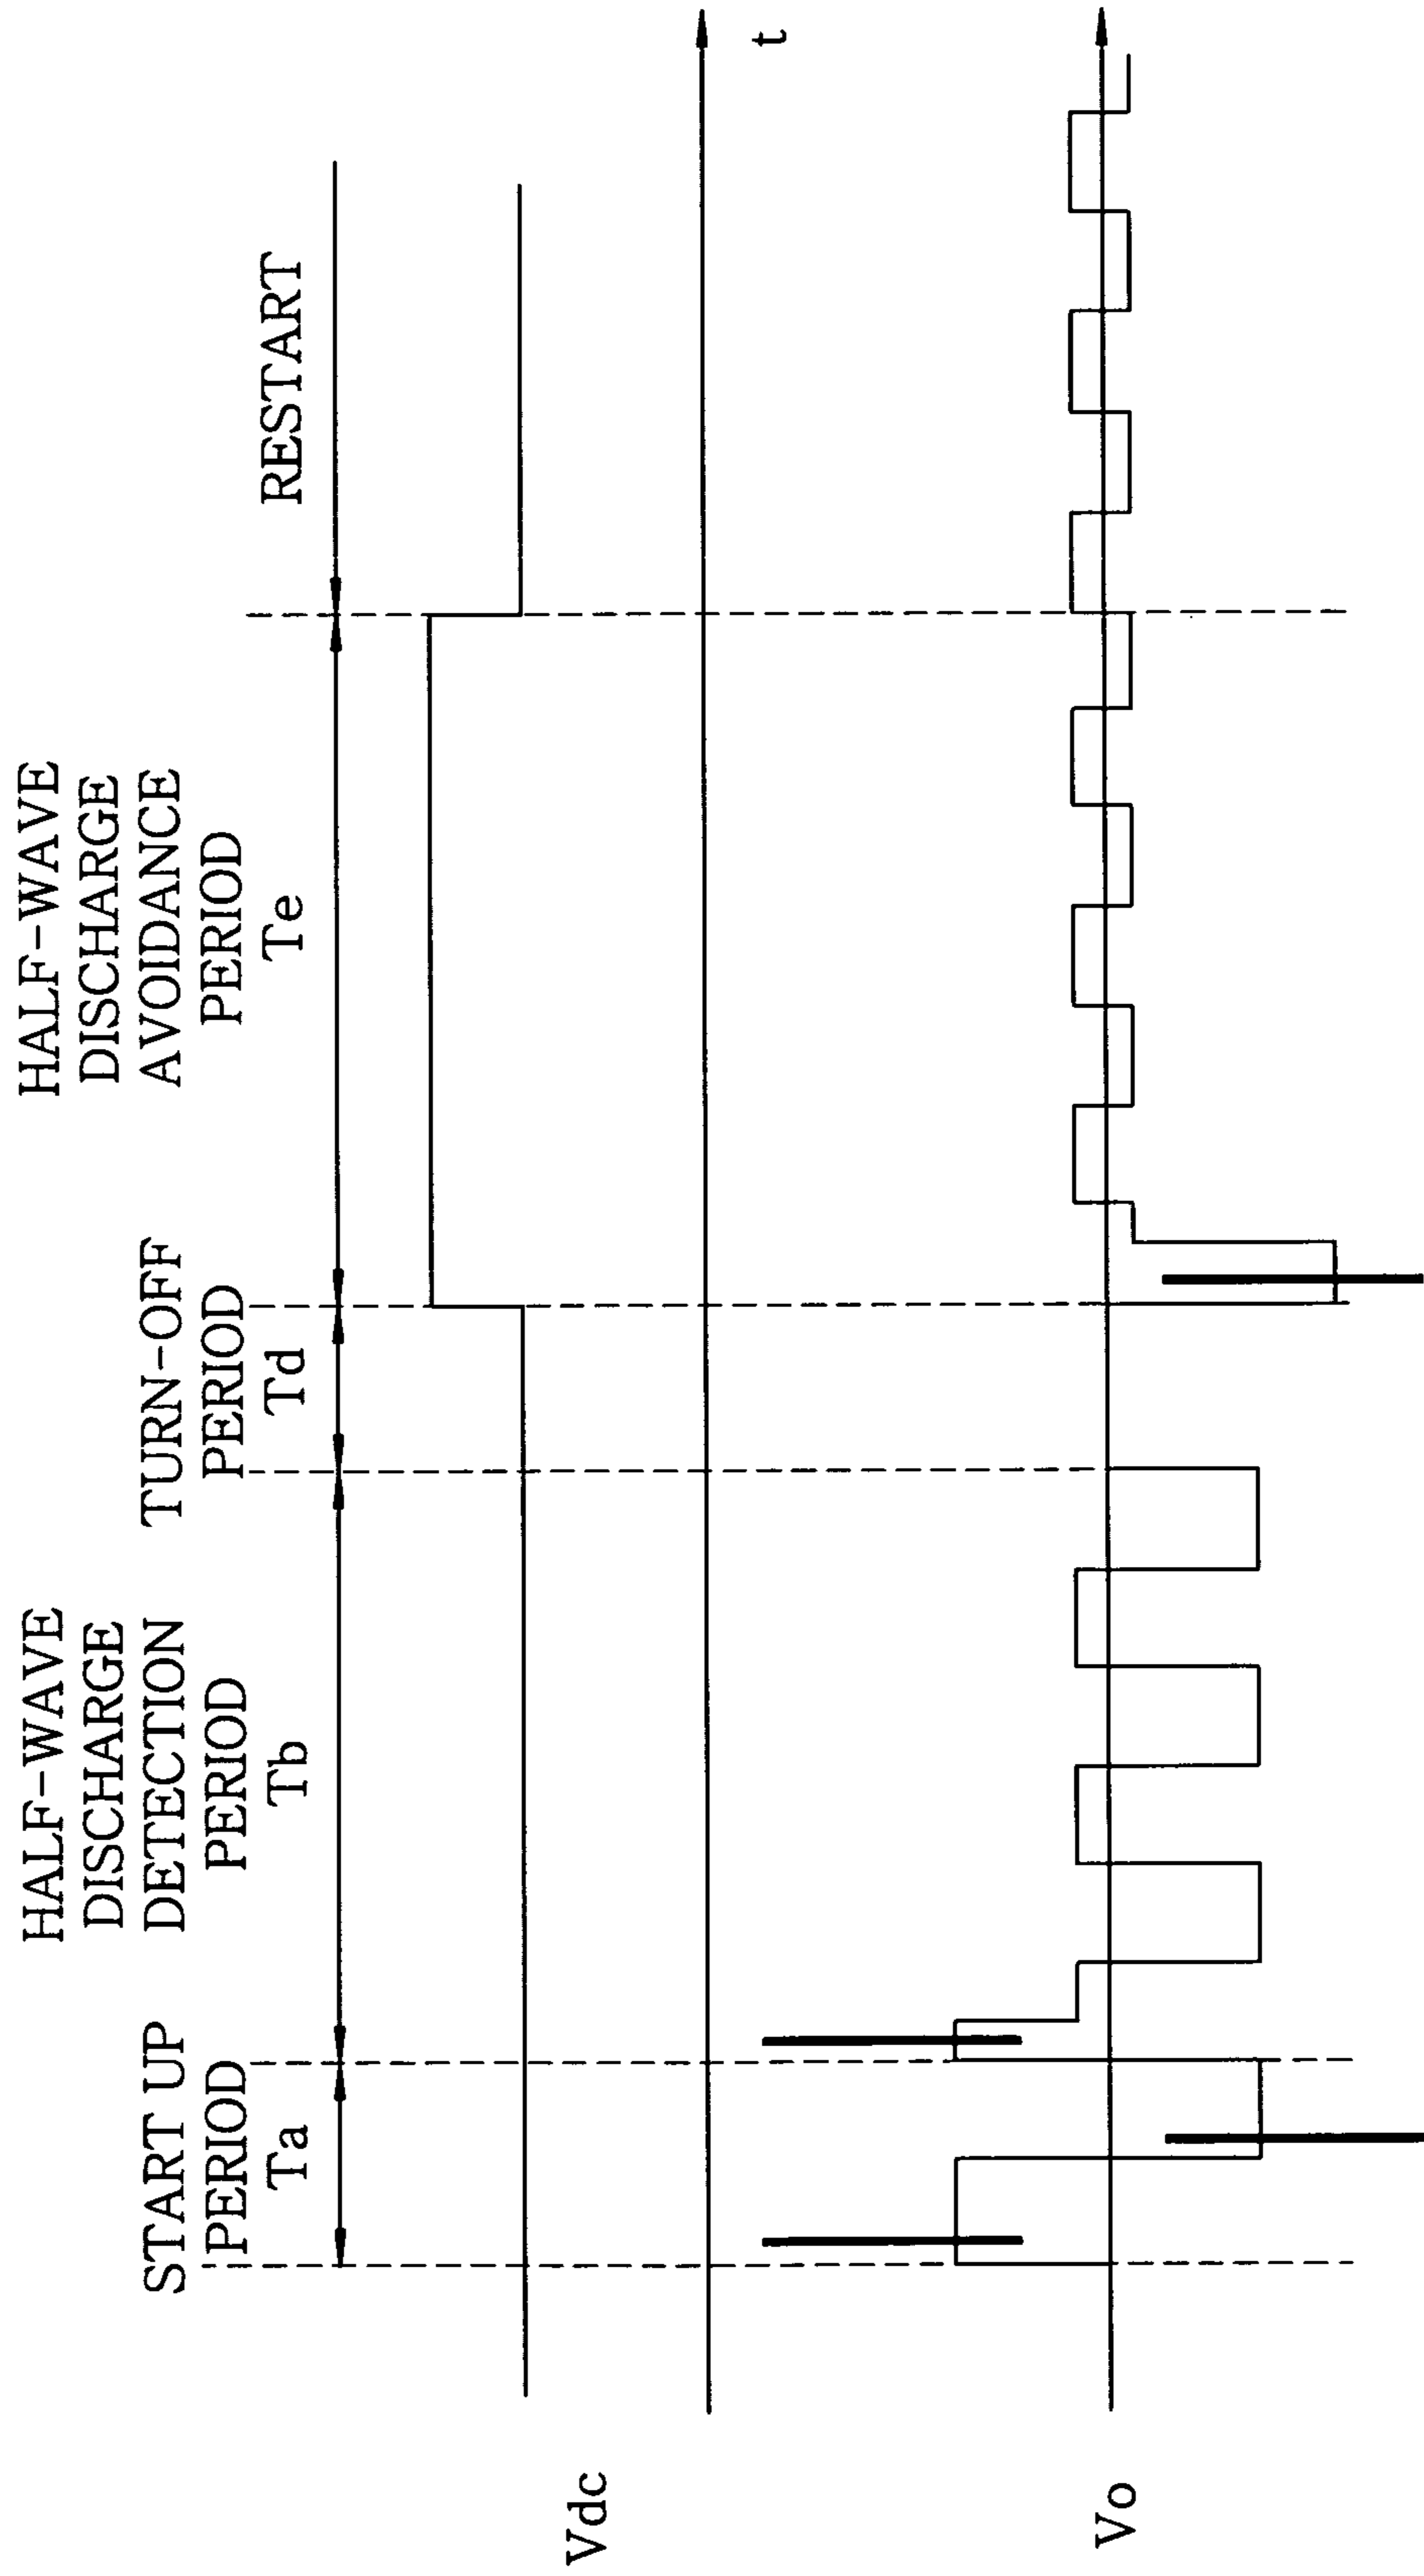 START UP
PERIOD
Ta
HALF-WAVE
DISCHARGE
DETECTION
PERIOD
Tb
TURN-OFF
PERIOD
Td
HALF-WAVE
DISCHARGE
AVOIDANCE
PERIOD
Te
RESTART
Vdc
t
Vo